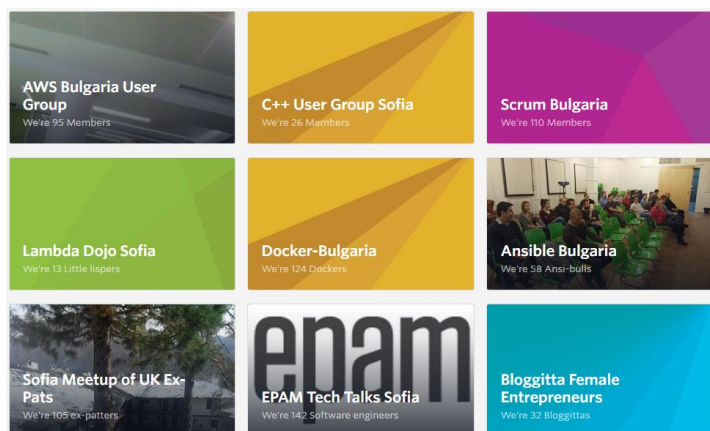 AWS Bulgaria User
Group
We're 95 Members
C++ User Group Sofia
We're 26 Members
Scrum Bulgaria
We're 110 Members
Lambda Dojo Sofia
We're 13 Little lispers
Docker-Bulgaria
We're 124 Dockers
Ansible Bulgaria
We're 58 Ansi-bulls
Sofia Meetup of UK Ex-
Pats
We're 105 ex-patters
epam
EPAM Tech Talks Sofia
We're 142 Software engineers
Bloggitta Female
Entrepreneurs
We're 32 Bloggittas